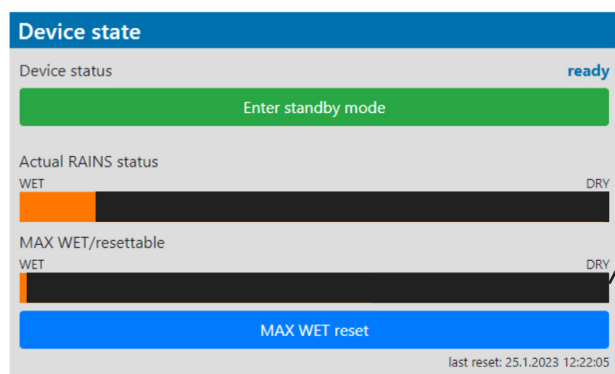 Device state
Device status ready
Enter standby mode
Actual RAINS status
WET DRY
MAX WET/resettable
WET DRY
MAX WET reset
last reset: 25.1.2023 12:22:05